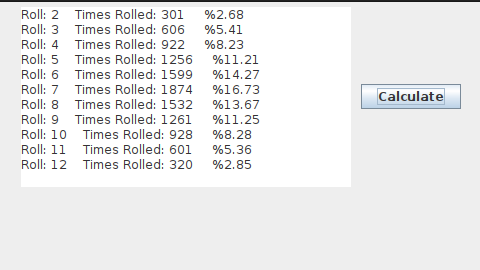 Roll: 2    Times Rolled: 301     %2.68
Roll: 3    Times Rolled: 606     %5.41
Roll: 4    Times Rolled: 922     %8.23
Roll: 5    Times Rolled: 1256     %11.21
Roll: 6    Times Rolled: 1599     %14.27
Roll: 7    Times Rolled: 1874     %16.73
Roll: 8    Times Rolled: 1532     %13.67
Roll: 9    Times Rolled: 1261     %11.25
Roll: 10    Times Rolled: 928     %8.28
Roll: 11    Times Rolled: 601     %5.36
Roll: 12    Times Rolled: 320     %2.85
Calculate